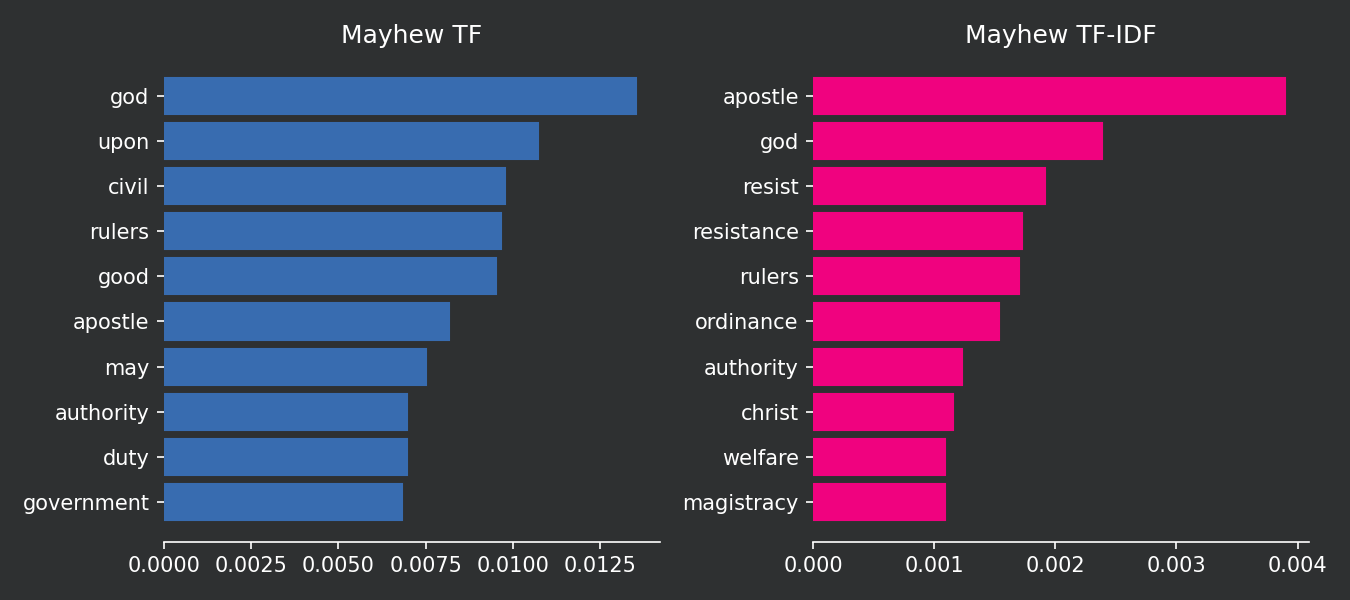 Mayhew TF
god
upon
civil
rulers
good
apostle
may
authority
duty
government
0.0000 0.0025 0.0050 0.0075 0.0100 0.0125
Mayhew TF-IDF
apostle
god
resist
resistance
rulers
ordinance
authority
christ
welfare
magistracy
0.000 0.001 0.002 0.003 0.004